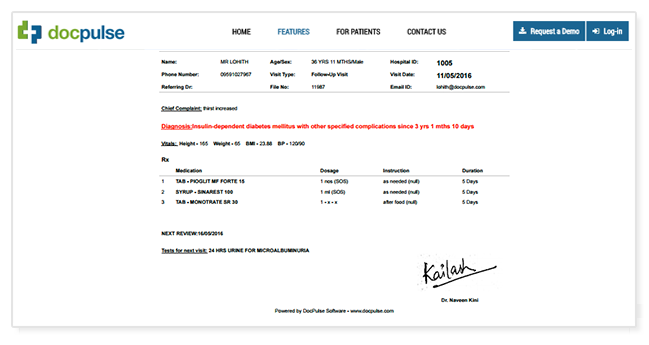 docpulse
HOME FEATURES FOR PATIENTS CONTACT US Request a Demo Log-in
Name: MR LOHITH Age/Sex: 36 YRS 11 MTHS/Male Hospital ID: 1005
Phone Number: 09591027967 Visit Type: Follow-Up Visit Visit Date: 11/05/2016
Referring Dr: File No: 11987 Email ID: lohith@docpulse.com
Chief Complaint: thirst increased
Diagnosis:Insulin-dependent diabetes mellitus with other specified complications since 3 yrs 1 mths 10 days
Vitals: Height - 165 Weight - 65 BMI - 23.88 BP - 120/90
Rx
Medication Dosage Instruction Duration
1 TAB - PIOGLIT MF FORTE 15 1 nos (SOS) as needed (null) 5 Days
2 SYRUP - SINAREST 100 1 ml (SOS) as needed (null) 5 Days
3 TAB - MONOTRATE SR 30 1 - x - x after food (null) 5 Days
NEXT REVIEW:16/05/2016
Tests for next visit: 24 HRS URINE FOR MICROALBUMINURIA
Kailash
Dr. Naveen Kini
Powered by DocPulse Software - www.docpulse.com